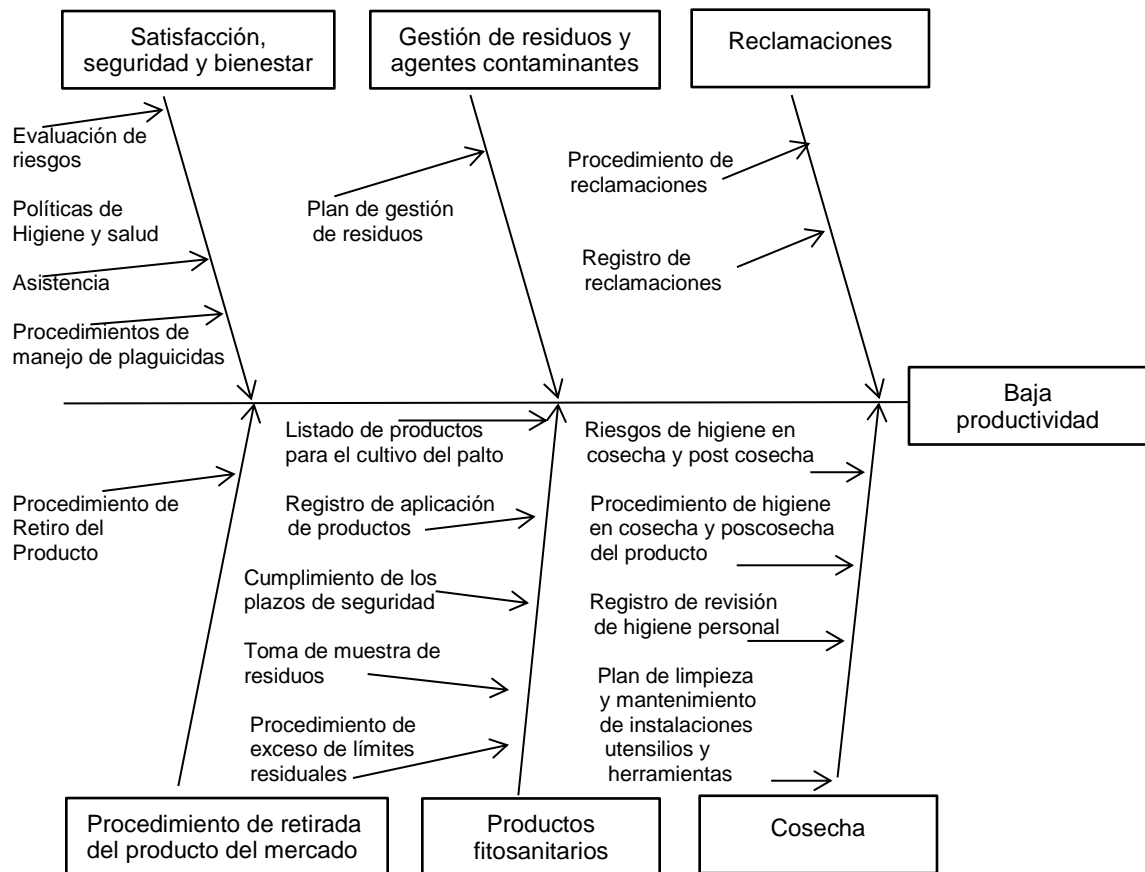 Satisfacción,
seguridad y bienestar
Gestión de residuos y
agentes contaminantes
Reclamaciones
Evaluación de
riesgos
Políticas de
Higiene y salud
Asistencia
Procedimientos de
manejo de plaguicidas
Plan de gestión
de residuos
Procedimiento de
reclamaciones
Registro de
reclamaciones
Baja
productividad
Procedimiento de
Retiro del
Producto
Listado de productos
para el cultivo del palto
Registro de aplicación
de productos
Cumplimiento de los
plazos de seguridad
Toma de muestra de
residuos
Procedimiento de
exceso de límites
residuales
Riesgos de higiene en
cosecha y post cosecha
Procedimiento de higiene
en cosecha y poscosecha
del producto
Registro de revisión
de higiene personal
Plan de limpieza
y mantenimiento
de instalaciones
utensilios y
herramientas
Procedimiento de retirada
del producto del mercado
Productos
fitosanitarios
Cosecha